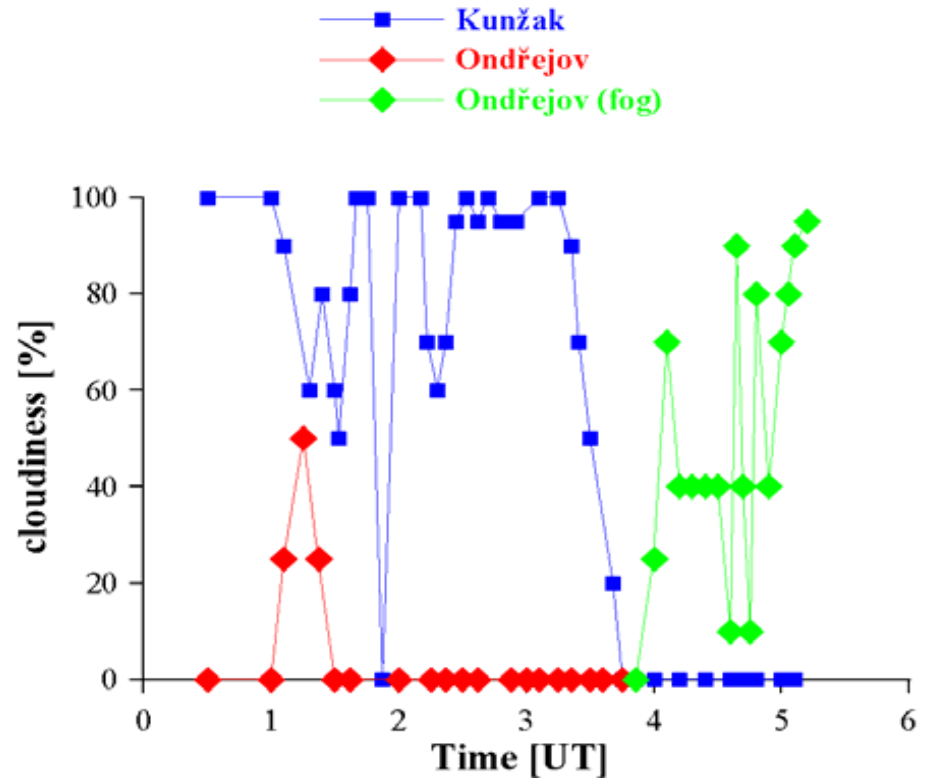 Kunžak
Ondřejov
Ondřejov (fog)
100
80
60
40
20
0
cloudiness [%]
0 1 2 3 4 5 6
Time [UT]